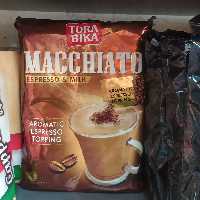 TORA
BIKA
MACCHIATO
ESPRESSO & MILK
AROMATIC
ESPRESSO
TOPPING